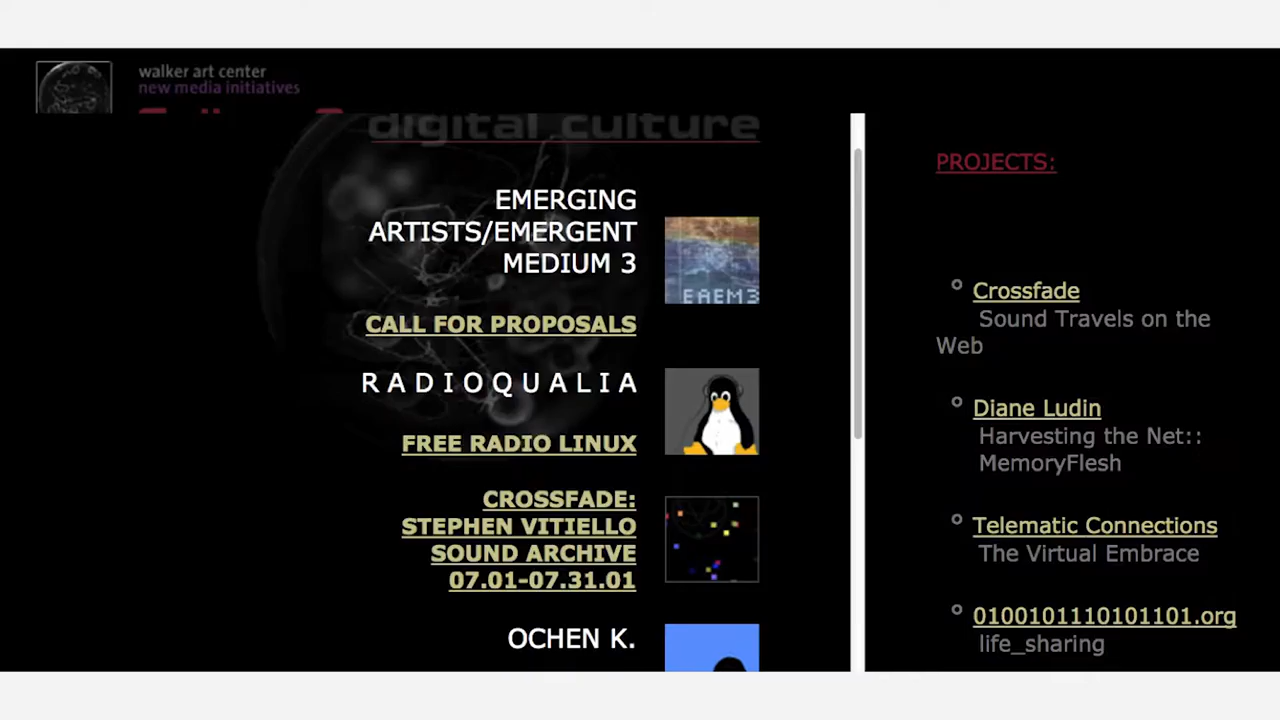 walker art center
new media initiatives
digital culture
EMERGING
ARTISTS/EMERGENT
MEDIUM 3
EAEM3
CALL FOR PROPOSALS
RADIOQUALIA
FREE RADIO LINUX
CROSSFADE:
STEPHEN VITIELLO
SOUND ARCHIVE
07.01-07.31.01
OCHEN K.
PROJECTS:
Crossfade
Sound Travels on the
Web
Diane Ludin
Harvesting the Net::
MemoryFlesh
Telematic Connections
The Virtual Embrace
0100101110101101.org
life_sharing